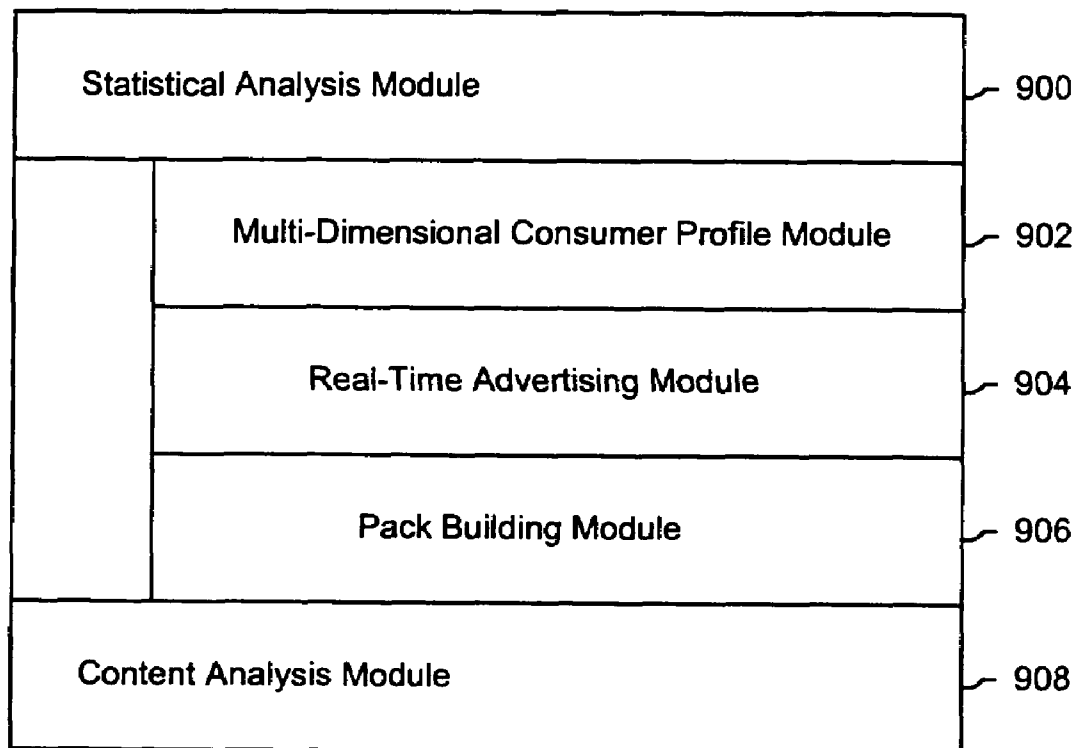 Statistical Analysis Module 900
Multi-Dimensional Consumer Profile Module 902
Real-Time Advertising Module 904
Pack Building Module 906
Content Analysis Module 908